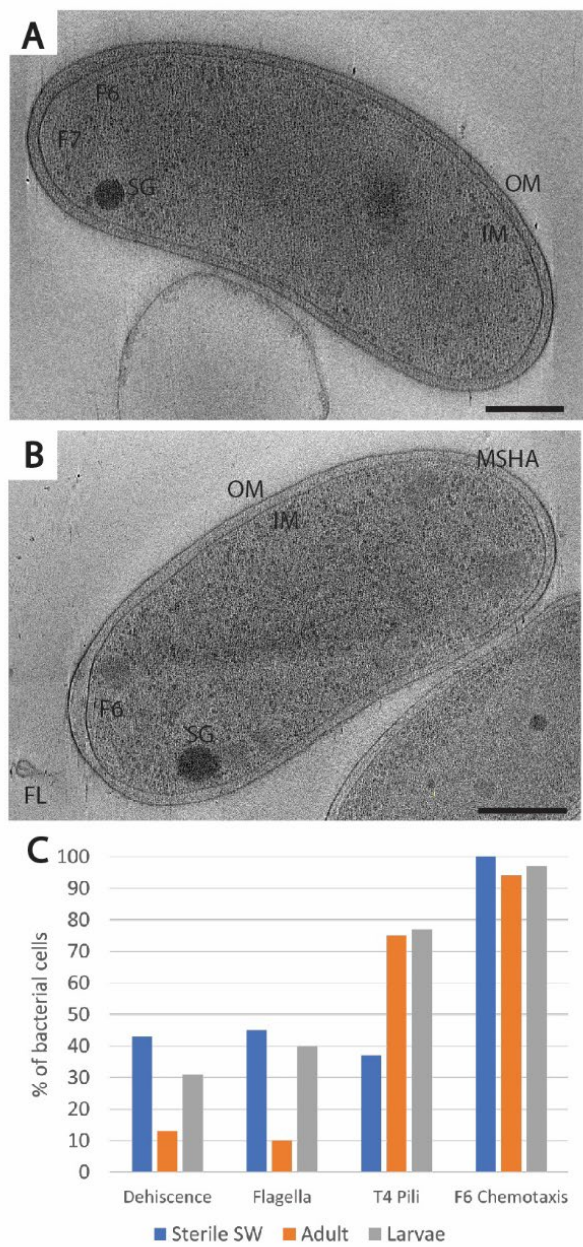 A
F6
F7
SG
OM
IM
B
MSHA
OM
IM
F6
SG
FL
C
100
90
80
70
60
50
40
30
20
10
0
% of bacterial cells
Dehiscence Flagella T4 Pili F6 Chemotaxis
Sterile SW Adult Larvae